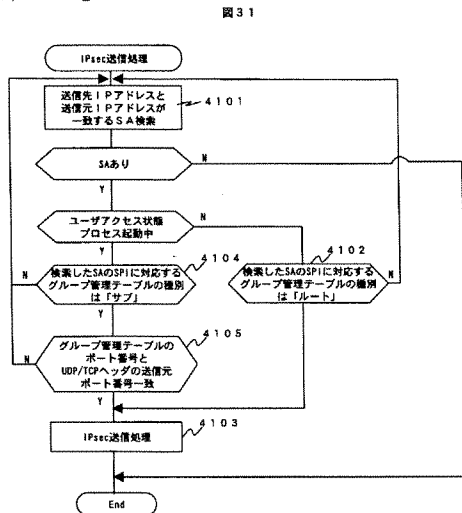 図31
IPsec送信処理
送信先IPアドレスと
送信元IPアドレスが
一致するSA検索
4101
SAあり
N
Y
ユーザアクセス状態
プロセス起動中
N
Y
4104
4102
検索したSAのSPIに対応する
グループ管理テーブルの種別
は「サブ」
N
検索したSAのSPIに対応する
グループ管理テーブルの種別
は「ルート」
N
Y
4105
グループ管理テーブルの
ポート番号と
UDP/TCPヘッダの送信元
ポート番号一致
N
Y
4103
IPsec送信処理
End